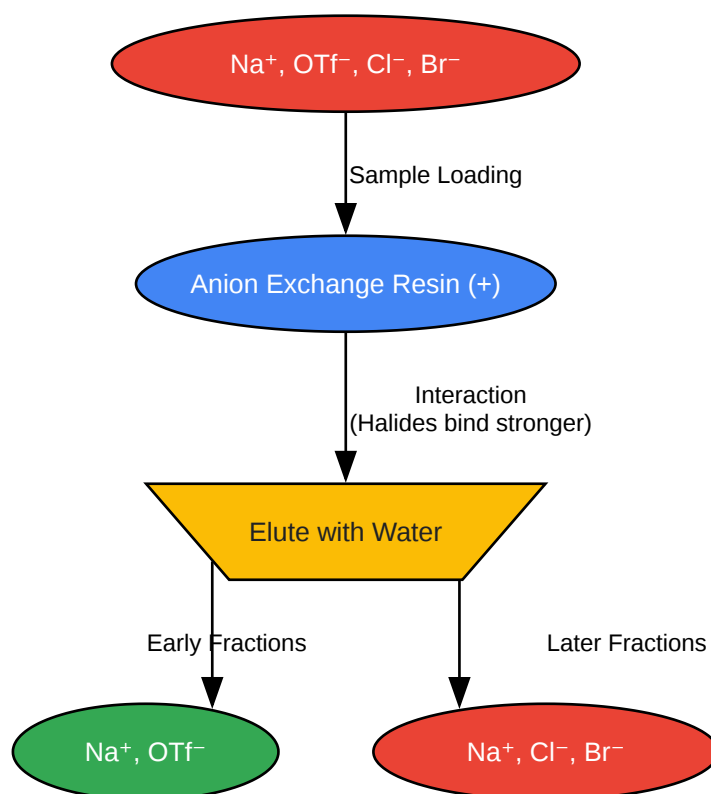 Na⁺, OTf⁻, Cl⁻, Br⁻
Sample Loading
Anion Exchange Resin (+)
Interaction
(Halides bind stronger)
Elute with Water
Early Fractions
Later Fractions
Na⁺, OTf⁻
Na⁺, Cl⁻, Br⁻